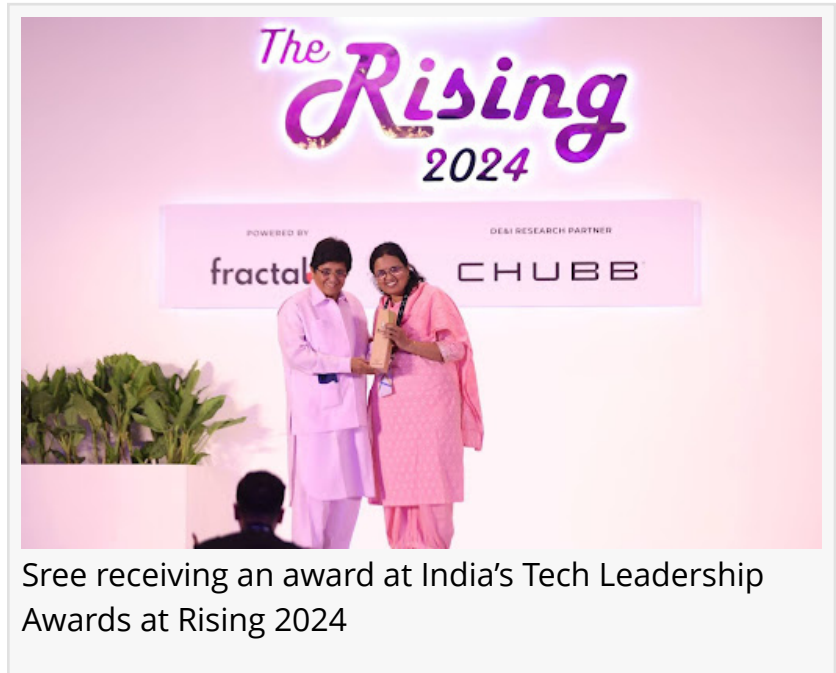 The
Rising
2024
POWERED BY
DE&I RESEARCH PARTNER
fractal
CHUBB
Sree receiving an award at India’s Tech Leadership
Awards at Rising 2024